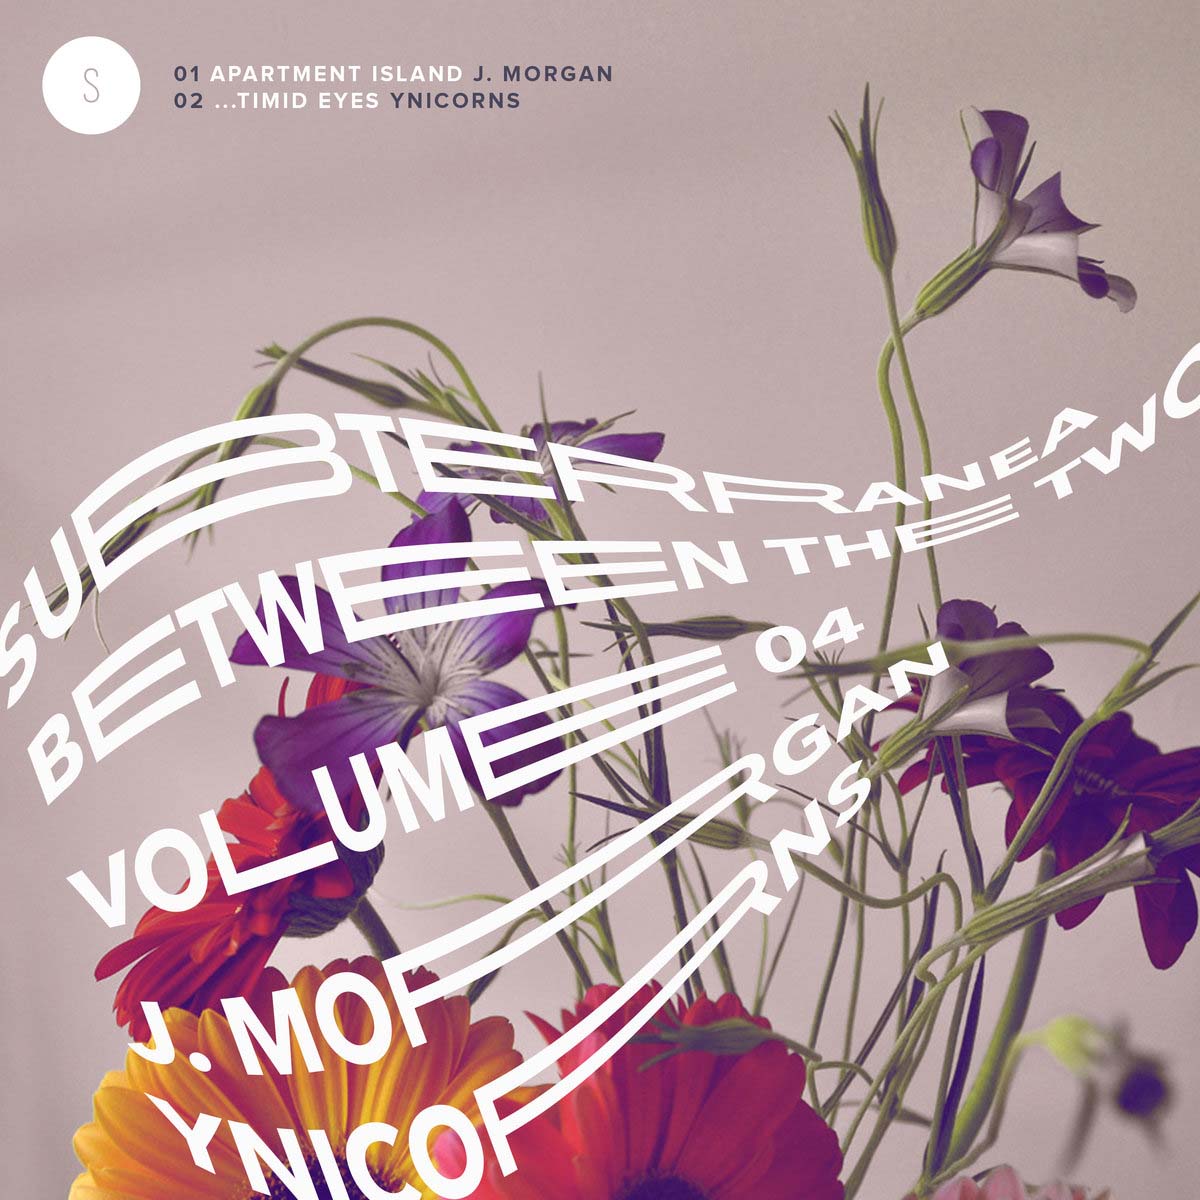 S
01 APARTMENT ISLAND J. MORGAN
02 ...TIMID EYES YNICORNS
SUBTERRANEA
BETWEEN THE TWO
VOLUME 04
J. MORGAN
YNICORNS